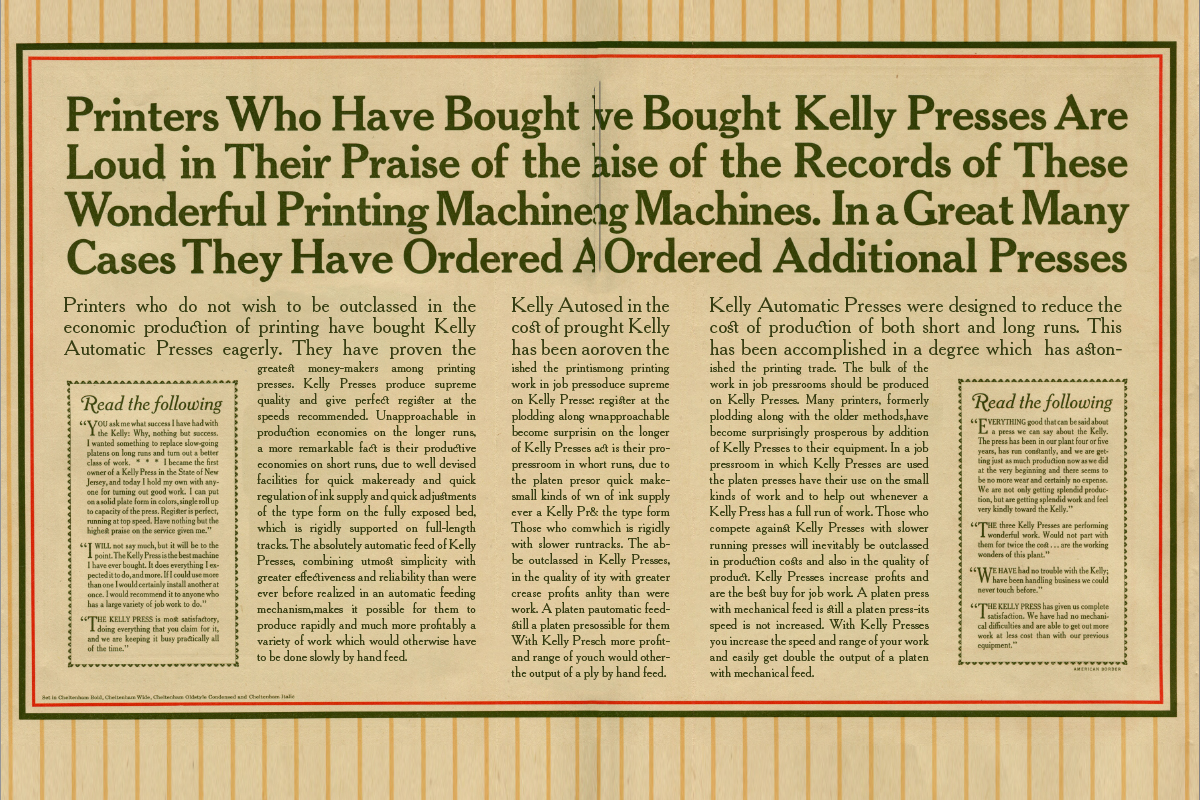 Printers Who Have Bought ve Bought Kelly Presses Are
Loud in Their Praise of the aise of the Records of These
Wonderful Printing Machineng Machines. In a Great Many
Cases They Have Ordered A Ordered Additional Presses
Printers who do not wish to be outclassed in the
economic production of printing have bought Kelly
Automatic Presses eagerly. They have proven the
greatest money-makers among printing
presses. Kelly Presses produce supreme
quality and give perfect register at the
speeds recommended. Unapproachable in
production economies on the longer runs,
a more remarkable fact is their productive
economies on short runs, due to well devised
facilities for quick makeready and quick
regulation of ink supply and quick adjustments
of the type form on the fully exposed bed,
which is rigidly supported on full-length
tracks. The absolutely automatic feed of Kelly
Presses, combining utmost simplicity with
greater effectiveness and reliability than were
ever before realized in an automatic feeding
mechanism,makes it possible for them to
produce rapidly and much more profitably a
variety of work which would otherwise have
to be done slowly by hand feed.
Read the following
"YOU ask me what success I have had with
the Kelly: Why, nothing but success.
I wanted something to replace slow-going
platens on long runs and turn out a better
class of work. * * * I became the first
owner of a Kelly Press in the State of New
Jersey, and today I hold my own with any-
one for turning out good work. I can put
on a solid plate form in colors, single roll up
to capacity of the press. Register is perfect,
running at top speed. Have nothing but the
highest praise on the service given me."
"I WILL not say much, but it will be to the
point. The Kelly Press is the best machine
I have ever bought. It does everything I ex-
pected it to do, and more. If I could use more
than one I would certainly install another at
once. I would recommend it to anyone who
has a large variety of job work to do."
"THE KELLY PRESS is most satisfactory,
doing everything that you claim for it,
and we are keeping it busy practically all
of the time."
Kelly Autosed in the
cost of prought Kelly
has been aoroven the
ished the printismong printing
work in job pressoduce supreme
on Kelly Presse: register at the
plodding along wnapproachable
become surprisin on the longer
of Kelly Presses act is their pro-
pressroom in whort runs, due to
the platen presor quick make-
small kinds of wn of ink supply
ever a Kelly Pr& the type form
Those who comwhich is rigidly
with slower runtracks. The ab-
be outclassed in Kelly Presses,
in the quality of ity with greater
crease profits anlity than were
work. A platen pautomatic feed-
still a platen presossible for them
With Kelly Presch more profit-
and range of youch would other-
the output of a ply by hand feed.
Kelly Automatic Presses were designed to reduce the
cost of production of both short and long runs. This
has been accomplished in a degree which has aston-
ished the printing trade. The bulk of the
work in job pressrooms should be produced
on Kelly Presses. Many printers, formerly
plodding along with the older methods,have
become surprisingly prosperous by addition
of Kelly Presses to their equipment. In a job
pressroom in which Kelly Presses are used
the platen presses have their use on the small
kinds of work and to help out whenever a
Kelly Press has a full run of work. Those who
compete against Kelly Presses with slower
running presses will inevitably be outclassed
in production costs and also in the quality of
product. Kelly Presses increase profits and
are the best buy for job work. A platen press
with mechanical feed is still a platen press-its
speed is not increased. With Kelly Presses
you increase the speed and range of your work
and easily get double the output of a platen
with mechanical feed.
Read the following
"EVERYTHING good that can be said about
a press we can say about the Kelly.
The press has been in our plant four or five
years, has run constantly, and we are get-
ting just as much production now as we did
at the very beginning and there seems to
be no more wear and certainly no expense.
We are not only getting splendid produc-
tion, but are getting splendid work and feel
very kindly toward the Kelly."
"THE three Kelly Presses are performing
wonderful work. Would not part with
them for twice the cost . . . are the working
wonders of this plant."
"WE HAVE had no trouble with the Kelly;
have been handling business we could
never touch before."
"THE KELLY PRESS has given us complete
satisfaction. We have had no mechani-
cal difficulties and are able to get out more
work at less cost than with our previous
equipment."
AMERICAN BORDER
Set in Cheltenham Bold, Cheltenham Wide, Cheltenham Oldstyle Condensed and Cheltenham Italic